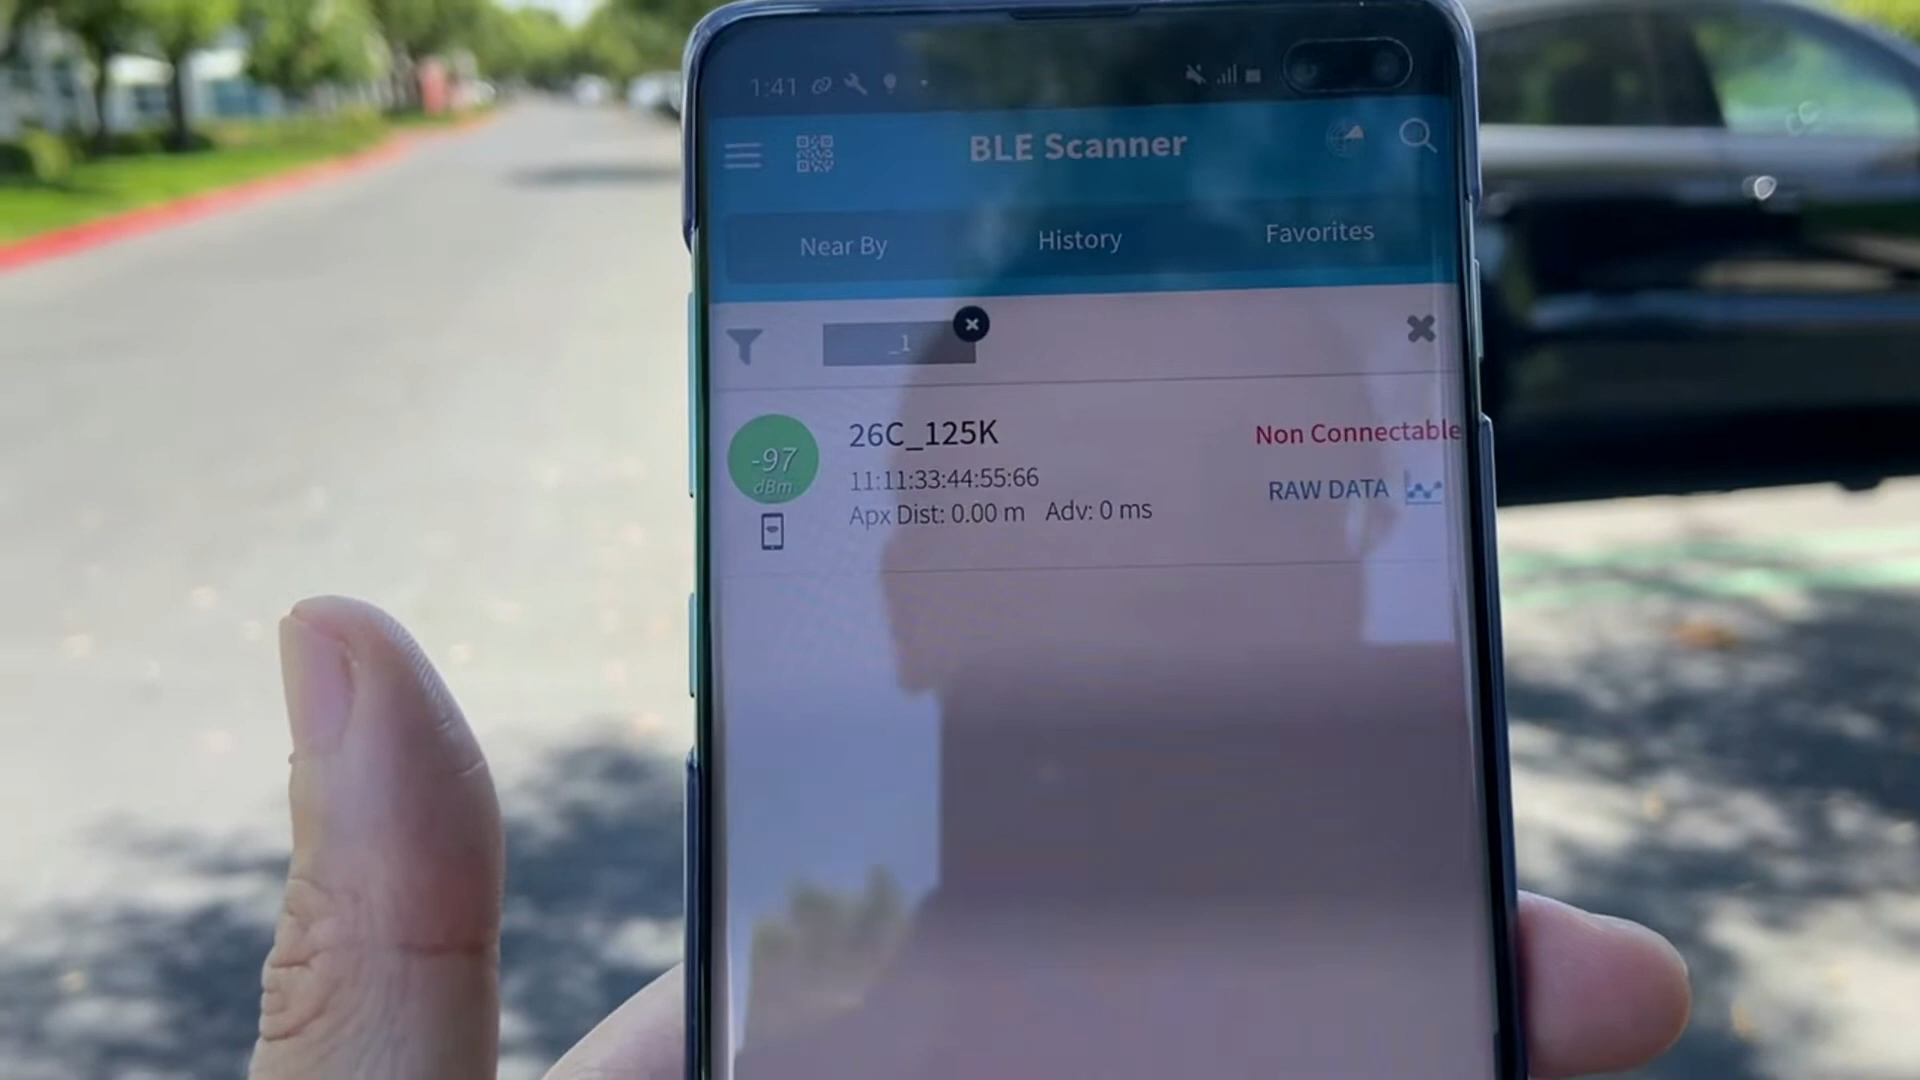 1:41
BLE Scanner
Near By History Favorites
_1
-97
dBm
26C_125K
Non Connectable
11:11:33:44:55:66
RAW DATA
Apx Dist: 0.00 m Adv: 0 ms